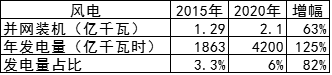 风电 2015年 2020年 增幅
并网装机（亿千瓦） 1.29 2.1 63%
年发电量（亿千瓦时） 1863 4200 125%
发电量占比 3.3% 6% 82%